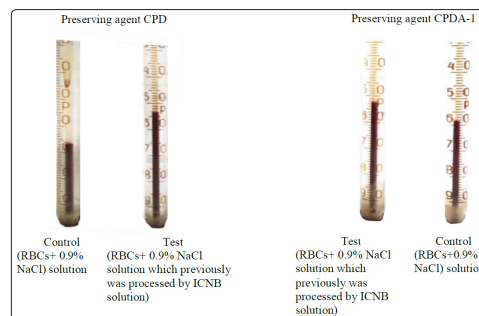 Preserving agent CPD
Preserving agent CPDA-1
Control
(RBCs+ 0.9%
NaCl) solution
Test
(RBCs+ 0.9% NaCl
solution which previously
was processed by ICNB
solution)
Test
(RBCs+ 0.9% NaCl
solution which
previously was
processed by ICNB
solution)
Control
(RBCs+0.9%
NaCl) solutio